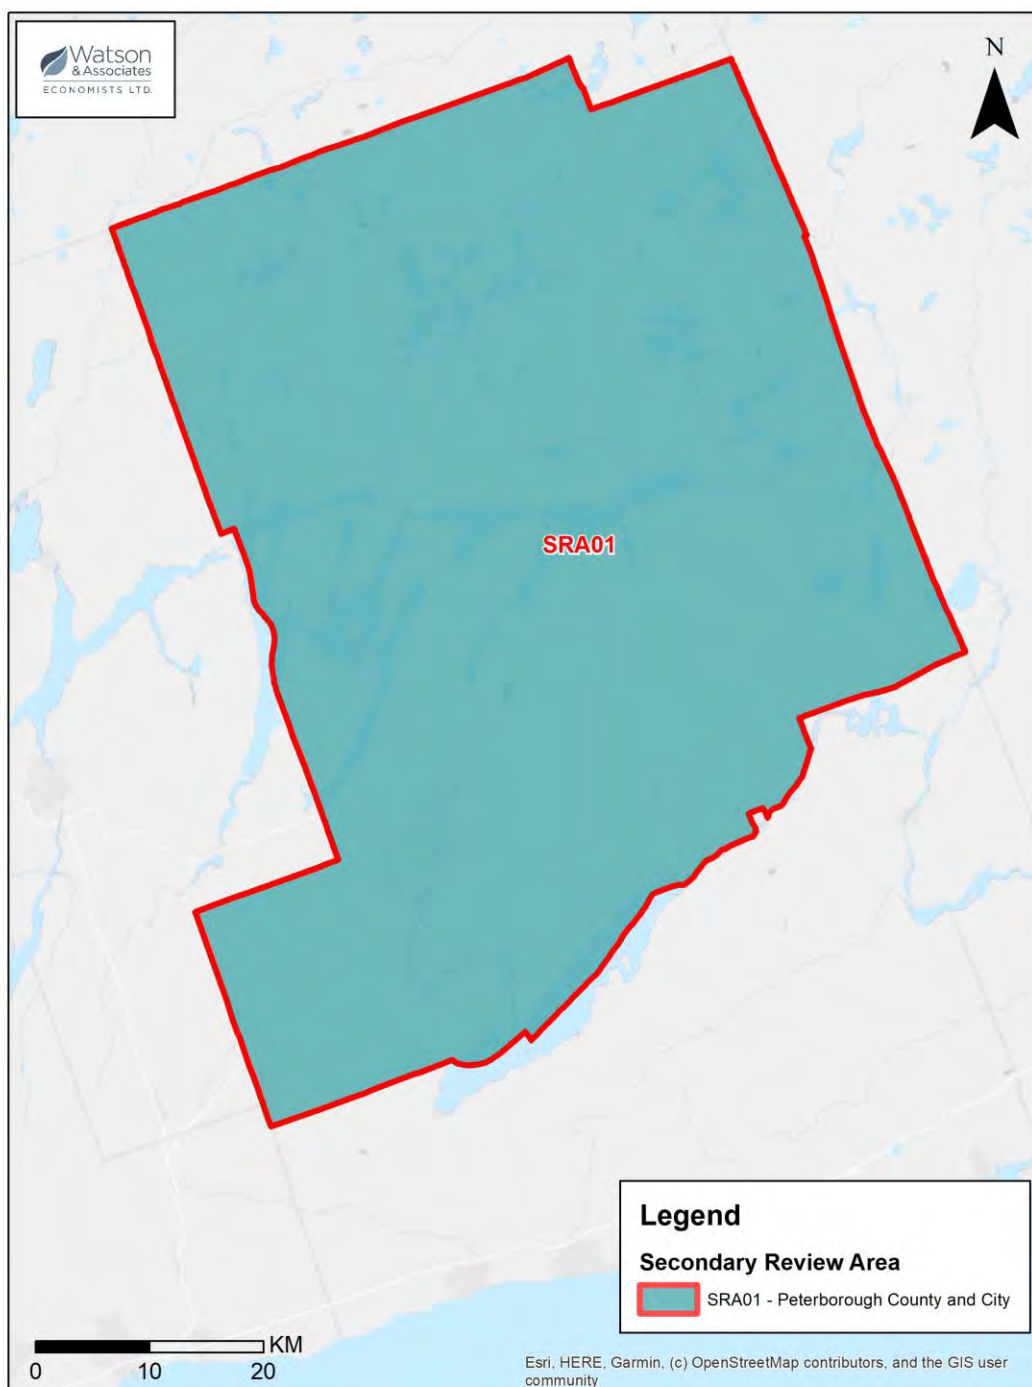 Watson
& Associates
ECONOMISTS LTD.
N
SRA01
Legend
Secondary Review Area
SRA01 - Peterborough County and City
KM
0 10 20
Esri, HERE, Garmin, (c) OpenStreetMap contributors, and the GIS user
community